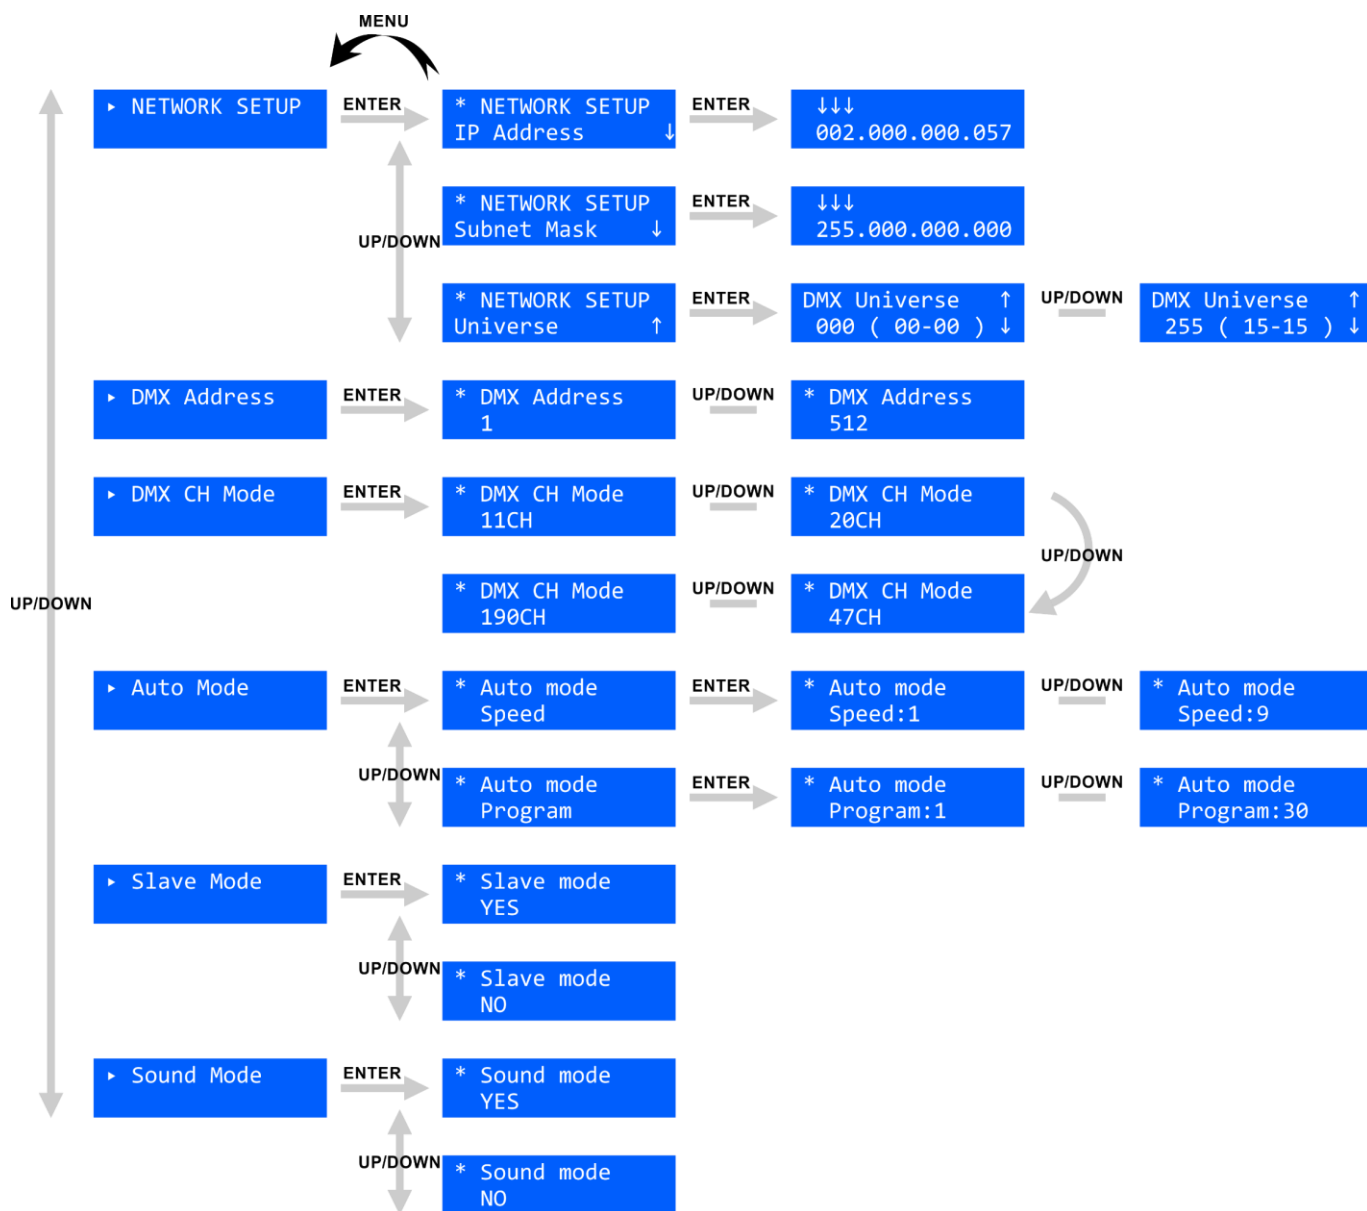 MENU
▸ NETWORK SETUP
ENTER
* NETWORK SETUP
IP Address ↓
ENTER
↓↓↓
002.000.000.057
UP/DOWN
* NETWORK SETUP
Subnet Mask ↓
ENTER
↓↓↓
255.000.000.000
* NETWORK SETUP
Universe ↑
ENTER
DMX Universe ↑
000 ( 00-00 ) ↓
UP/DOWN
DMX Universe ↑
255 ( 15-15 ) ↓
▸ DMX Address
ENTER
* DMX Address
1
UP/DOWN
* DMX Address
512
▸ DMX CH Mode
ENTER
* DMX CH Mode
11CH
UP/DOWN
* DMX CH Mode
20CH
UP/DOWN
* DMX CH Mode
190CH
UP/DOWN
* DMX CH Mode
47CH
UP/DOWN
▸ Auto Mode
ENTER
* Auto mode
Speed
ENTER
* Auto mode
Speed:1
UP/DOWN
* Auto mode
Speed:9
UP/DOWN
* Auto mode
Program
ENTER
* Auto mode
Program:1
UP/DOWN
* Auto mode
Program:30
▸ Slave Mode
ENTER
* Slave mode
YES
UP/DOWN
* Slave mode
NO
▸ Sound Mode
ENTER
* Sound mode
YES
UP/DOWN
* Sound mode
NO